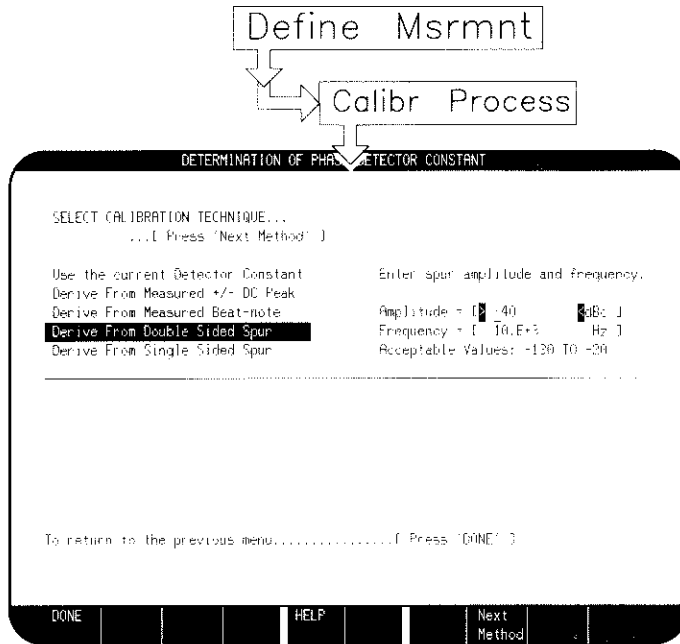 Define Msrmnt
Calibr Process
DETERMINATION OF PHASE DETECTOR CONSTANT
SELECT CALIBRATION TECHNIQUE...
...[ Press 'Next Method' ]
Use the current Detector Constant
Derive From Measured +/- DC Peak
Derive From Measured Beat-note
Derive From Double Sided Spur
Derive From Single Sided Spur
Enter spur amplitude and frequency.
Amplitude = [> -40 <dBc ]
Frequency = [ 10.E+3 Hz ]
Acceptable Values: -130 TO -20
To return to the previous menu................[ Press 'DONE' ]
DONE HELP Next
Method